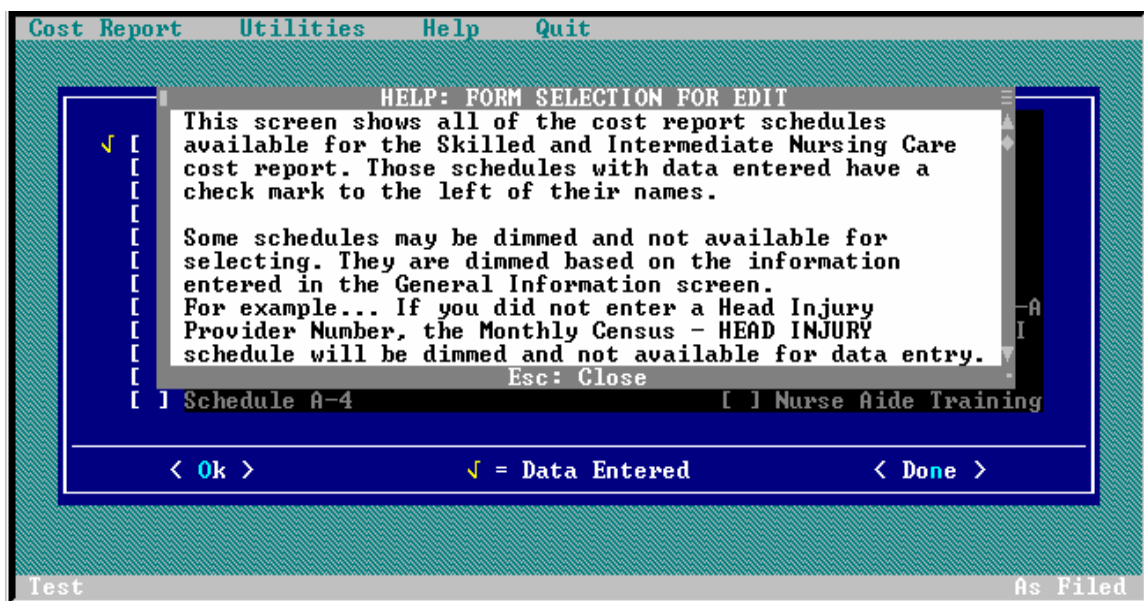 Cost Report Utilities Help Quit
HELP: FORM SELECTION FOR EDIT
This screen shows all of the cost report schedules
available for the Skilled and Intermediate Nursing Care
cost report. Those schedules with data entered have a
check mark to the left of their names.
Some schedules may be dimmed and not available for
selecting. They are dimmed based on the information
entered in the General Information screen.
For example... If you did not enter a Head Injury
Provider Number, the Monthly Census - HEAD INJURY
schedule will be dimmed and not available for data entry.
Esc: Close
√ [
[
[
[
[
[
[
[ -A
[ I
[
[
[ ] Schedule A-4 [ ] Nurse Aide Training
< Ok > √ = Data Entered < Done >
Test As Filed